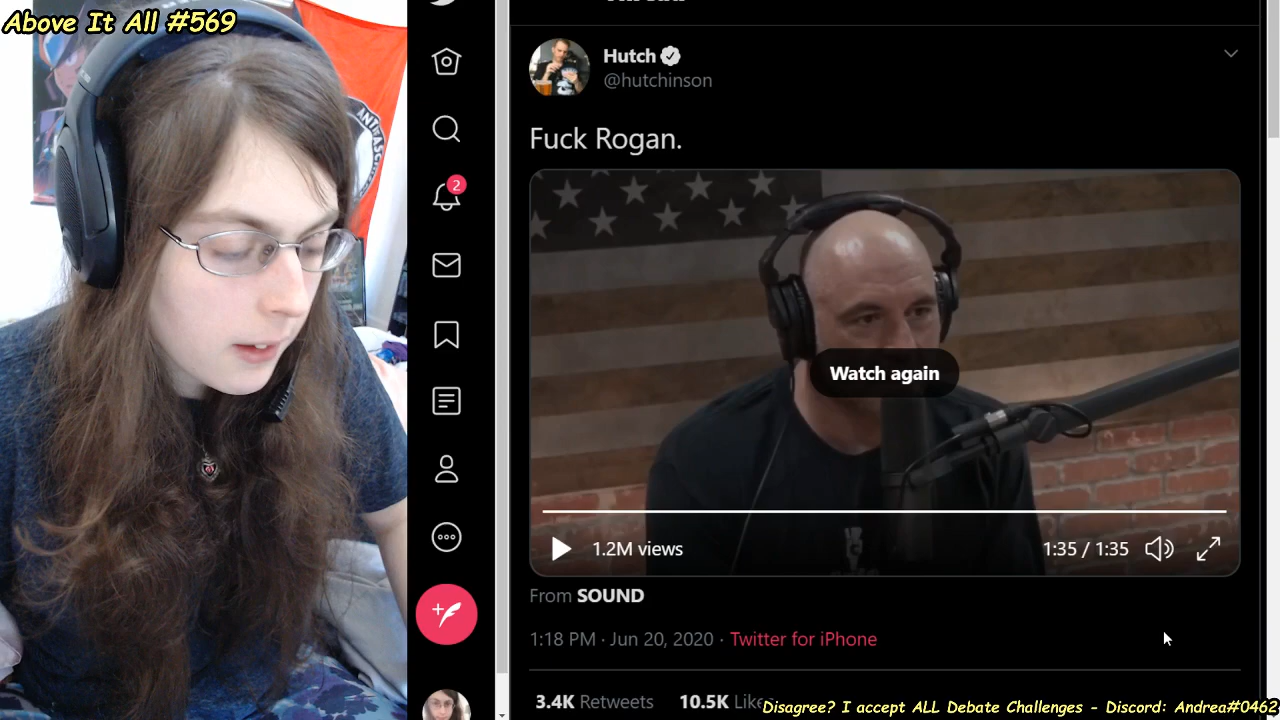 Above It All #569
ANTIFASC
2
Hutch
@hutchinson
Fuck Rogan.
Watch again
1.2M views
1:35 / 1:35
From SOUND
1:18 PM · Jun 20, 2020 · Twitter for iPhone
3.4K Retweets 10.5K Likes
Disagree? I accept ALL Debate Challenges - Discord: Andrea#0462